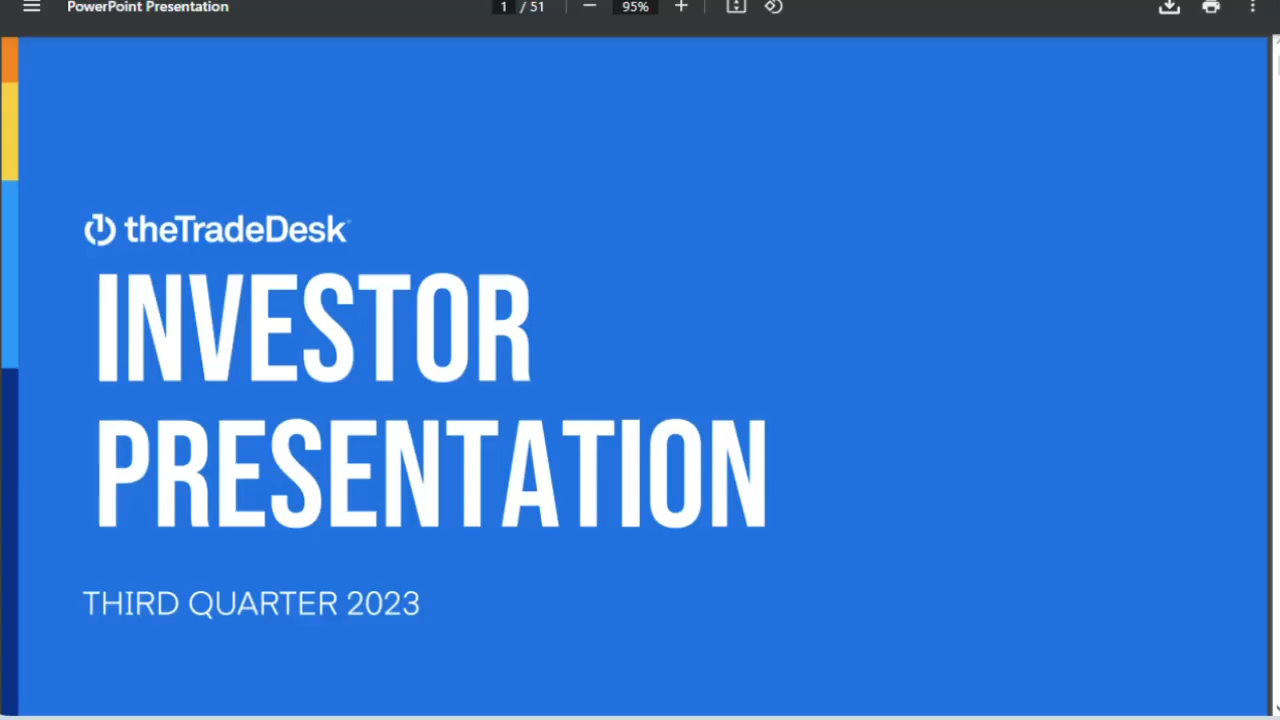 PowerPoint Presentation 1 / 51 95%
theTradeDesk
INVESTOR
PRESENTATION
THIRD QUARTER 2023